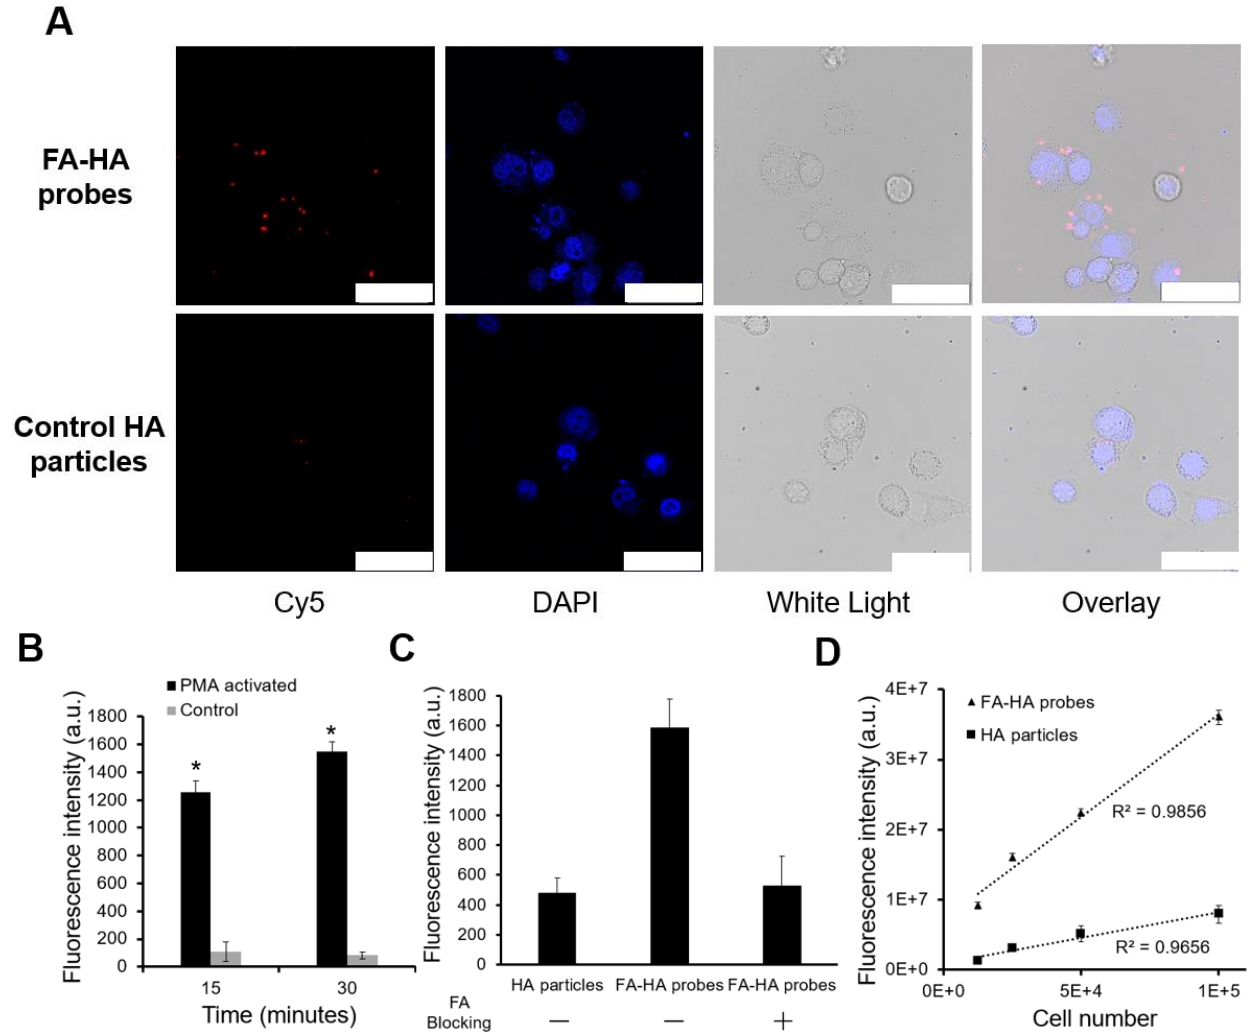 A
FA-HA
probes
Control HA
particles
Cy5
DAPI
White Light
Overlay
B
Fluorescence intensity (a.u.)
PMA activated
Control
1800
1600
1400
1200
1000
800
600
400
200
0
*
*
15
30
Time (minutes)
C
Fluorescence intensity (a.u.)
1800
1600
1400
1200
1000
800
600
400
200
0
HA particles
FA-HA probes
FA-HA probes
FA
Blocking
—
—
+
D
Fluorescence intensity (a.u.)
4E+7
3E+7
2E+7
1E+7
0E+0
FA-HA probes
HA particles
R² = 0.9856
R² = 0.9656
0E+0
5E+4
1E+5
Cell number